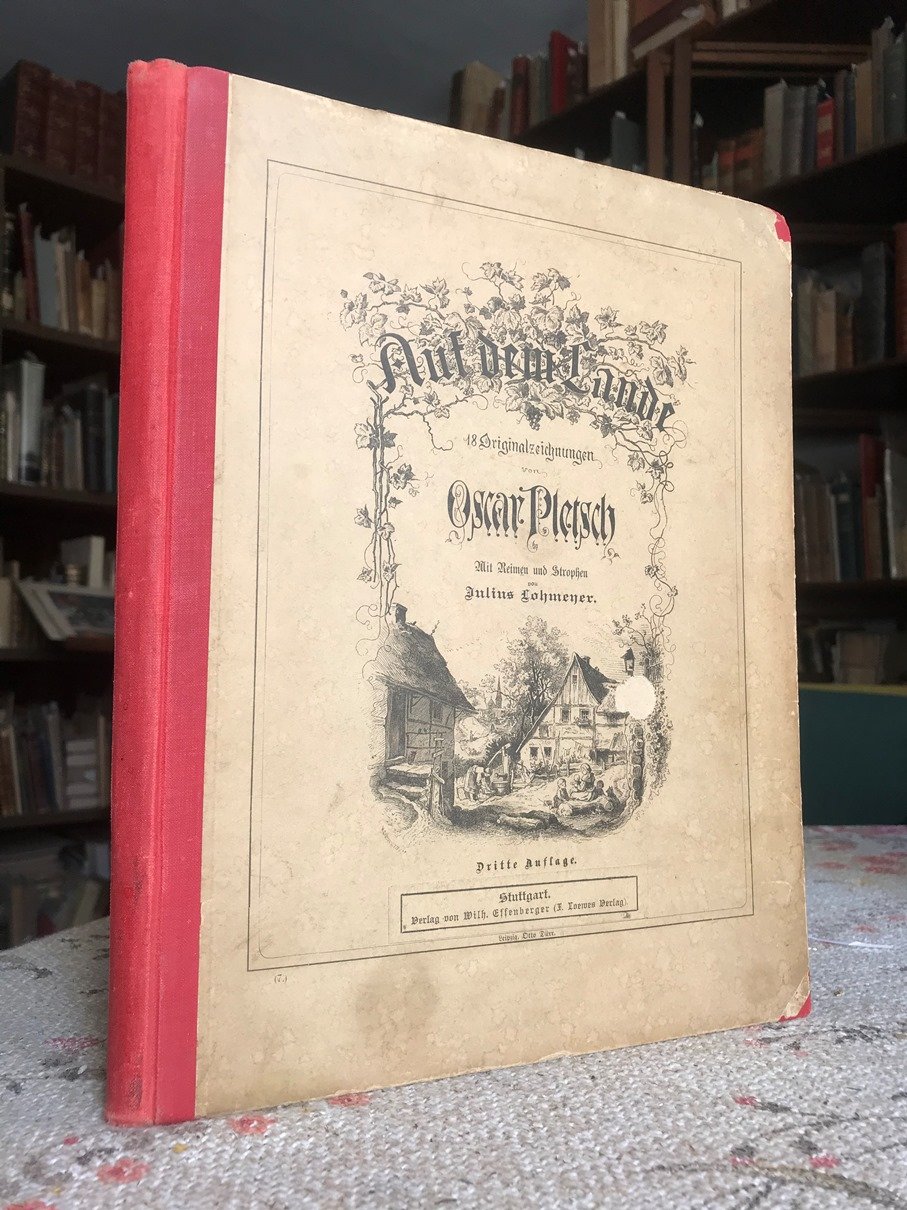 Auf dem Lande
18 Originalzeichnungen
von
Oscar Pletsch
Mit Reimen und Strophen
von
Julius Lohmeyer.
Dritte Auflage.
Stuttgart.
Verlag von Wilh. Effenberger (F. Loewes Verlag).
Leipzig, Otto Dürr.
(7.)